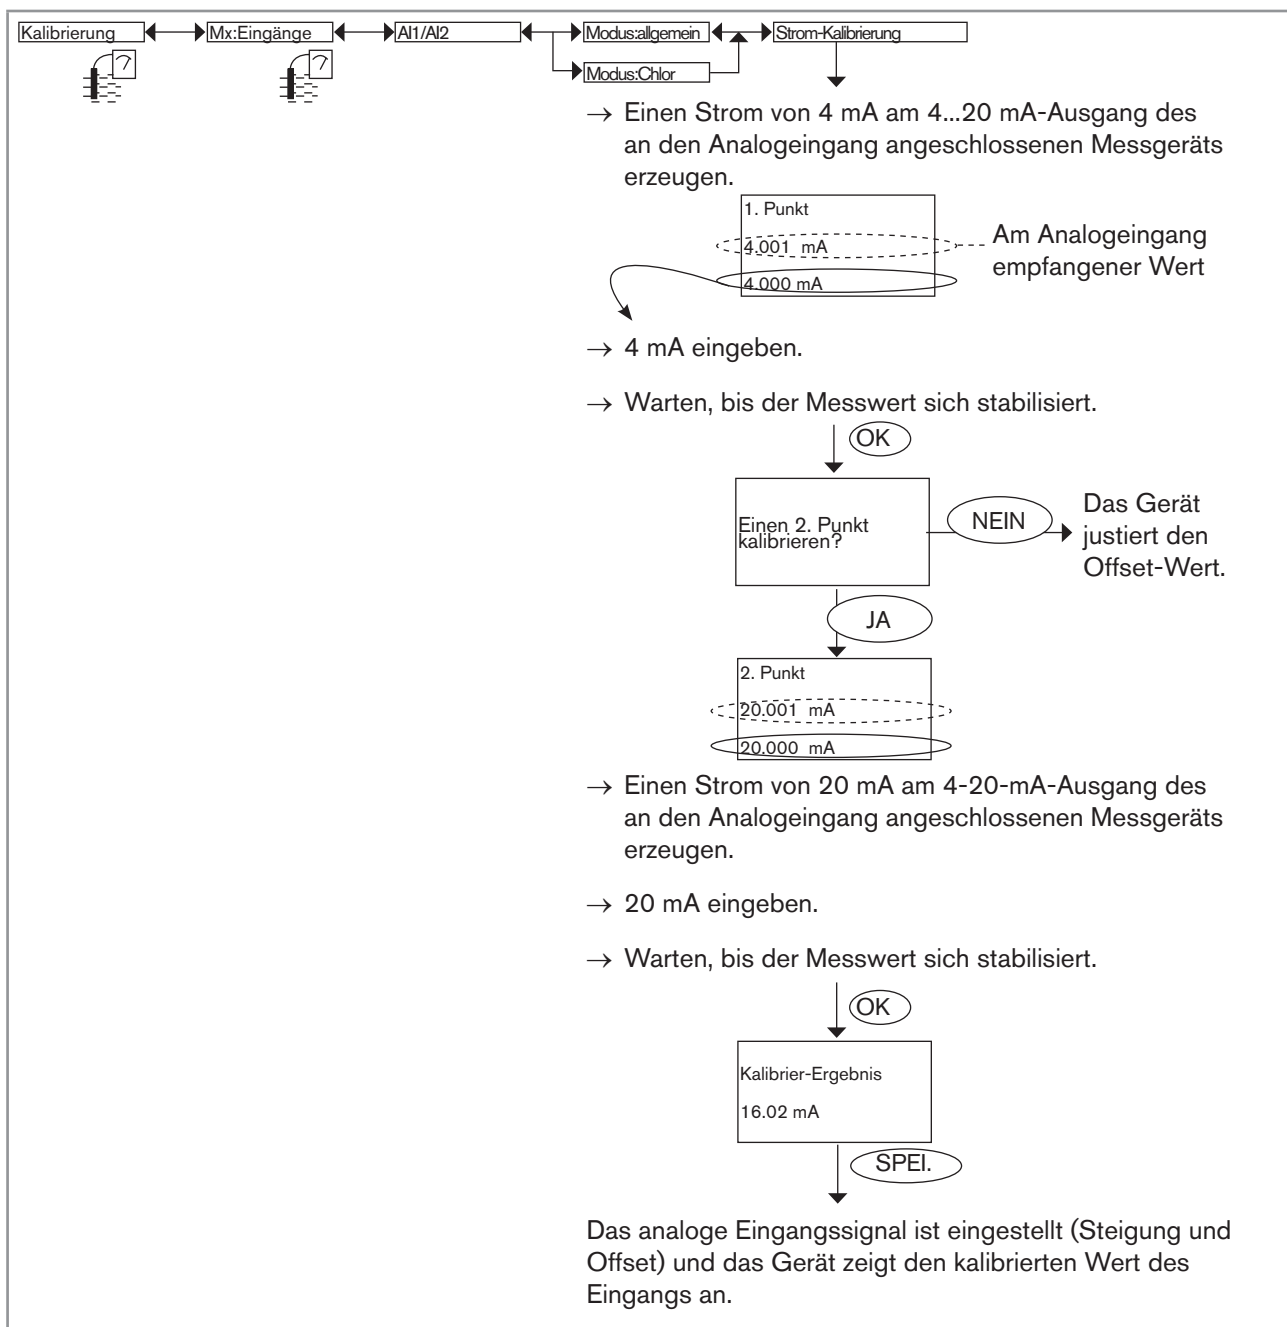 Kalibrierung
Mx:Eingänge
AI1/AI2
Modus:allgemein
Strom-Kalibrierung
Modus:Chlor
→ Einen Strom von 4 mA am 4...20 mA-Ausgang des
an den Analogeingang angeschlossenen Messgeräts
erzeugen.
1. Punkt
4.001 mA
4.000 mA
Am Analogeingang
empfangener Wert
→ 4 mA eingeben.
→ Warten, bis der Messwert sich stabilisiert.
OK
Einen 2. Punkt
kalibrieren?
NEIN
Das Gerät
justiert den
Offset-Wert.
JA
2. Punkt
20.001 mA
20.000 mA
→ Einen Strom von 20 mA am 4-20-mA-Ausgang des
an den Analogeingang angeschlossenen Messgeräts
erzeugen.
→ 20 mA eingeben.
→ Warten, bis der Messwert sich stabilisiert.
OK
Kalibrier-Ergebnis
16.02 mA
SPEI.
Das analoge Eingangssignal ist eingestellt (Steigung und
Offset) und das Gerät zeigt den kalibrierten Wert des
Eingangs an.